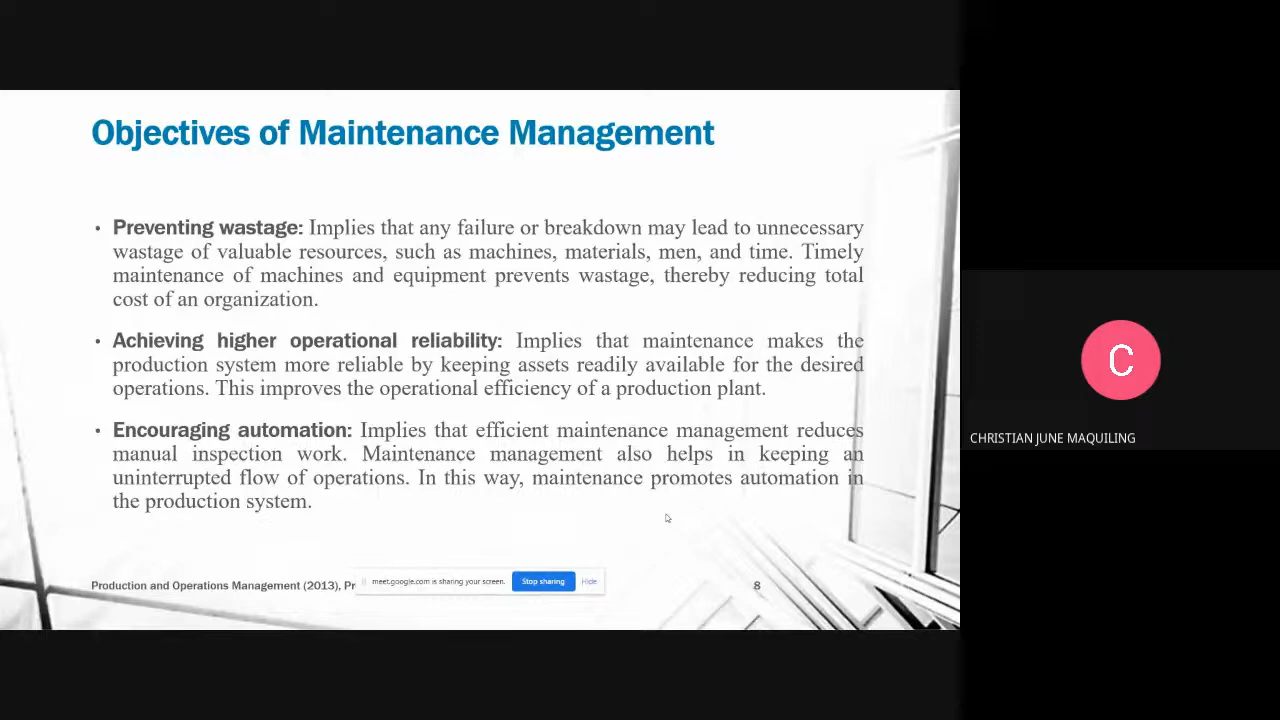 Objectives of Maintenance Management
• Preventing wastage: Implies that any failure or breakdown may lead to unnecessary
wastage of valuable resources, such as machines, materials, men, and time. Timely
maintenance of machines and equipment prevents wastage, thereby reducing total
cost of an organization.
• Achieving higher operational reliability: Implies that maintenance makes the
production system more reliable by keeping assets readily available for the desired
operations. This improves the operational efficiency of a production plant.
• Encouraging automation: Implies that efficient maintenance management reduces
manual inspection work. Maintenance management also helps in keeping an
uninterrupted flow of operations. In this way, maintenance promotes automation in
the production system.
Production and Operations Management (2013), Pr
meet.google.com is sharing your screen. Stop sharing Hide
8
C
CHRISTIAN JUNE MAQUILING